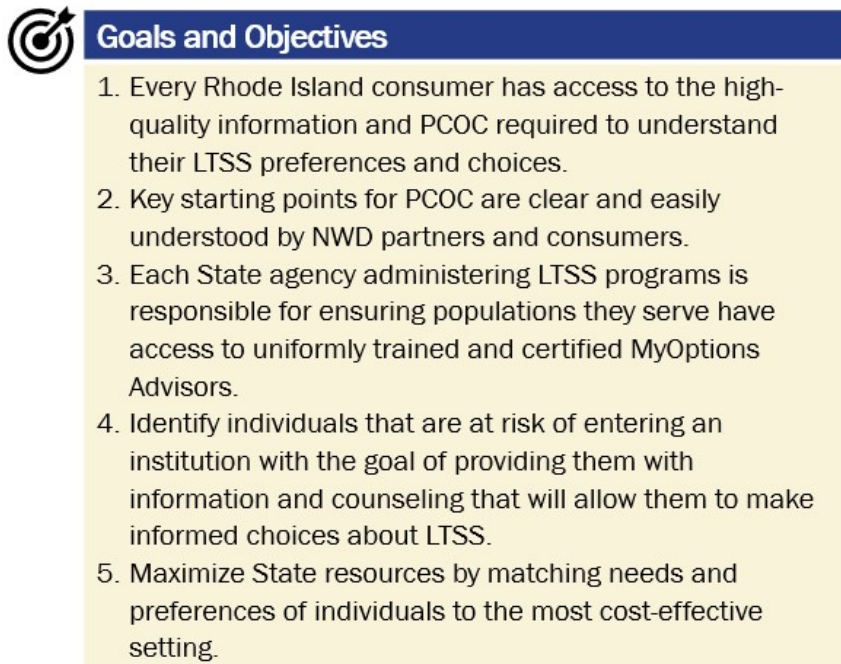 Goals and Objectives
1. Every Rhode Island consumer has access to the high-
quality information and PCOC required to understand
their LTSS preferences and choices.
2. Key starting points for PCOC are clear and easily
understood by NWD partners and consumers.
3. Each State agency administering LTSS programs is
responsible for ensuring populations they serve have
access to uniformly trained and certified MyOptions
Advisors.
4. Identify individuals that are at risk of entering an
institution with the goal of providing them with
information and counseling that will allow them to make
informed choices about LTSS.
5. Maximize State resources by matching needs and
preferences of individuals to the most cost-effective
setting.